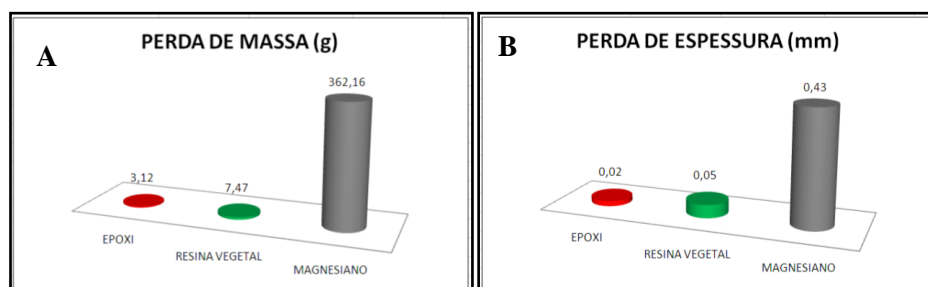 A
PERDA DE MASSA (g)
362,16
3,12
7,47
EPOXI
RESINA VEGETAL
MAGNESIANO
B
PERDA DE ESPESSURA (mm)
0,43
0,02
0,05
EPOXI
RESINA VEGETAL
MAGNESIANO